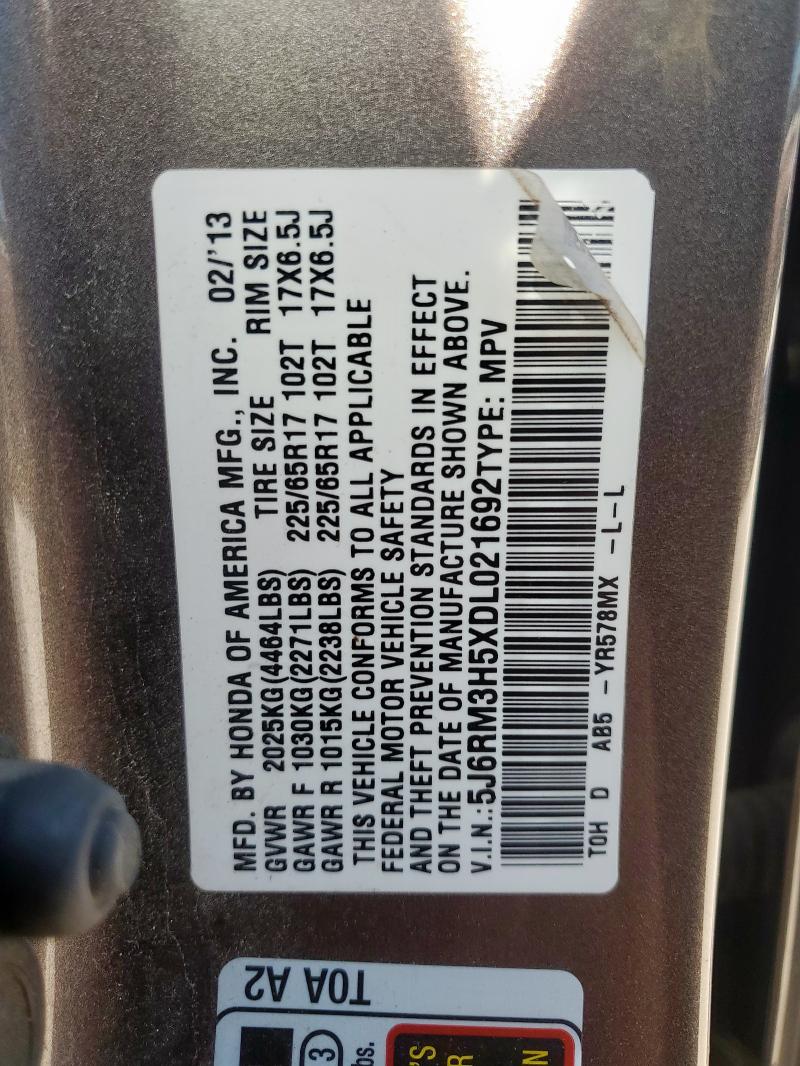 MFD. BY HONDA OF AMERICA MFG., INC. 02/'13
GVWR 2025KG(4464LBS) TIRE SIZE RIM SIZE
GAWR F 1030KG(2271LBS) 225/65R17 102T 17X6.5J
GAWR R 1015KG(2238LBS) 225/65R17 102T 17X6.5J
THIS VEHICLE CONFORMS TO ALL APPLICABLE
FEDERAL MOTOR VEHICLE SAFETY
AND THEFT PREVENTION STANDARDS IN EFFECT
ON THE DATE OF MANUFACTURE SHOWN ABOVE.
V.I.N.:5J6RM3H5XDL021692TYPE: MPV
TOH D AB5 -YR578MX -L-L
T0A A2
3
bs.
'S
R
N